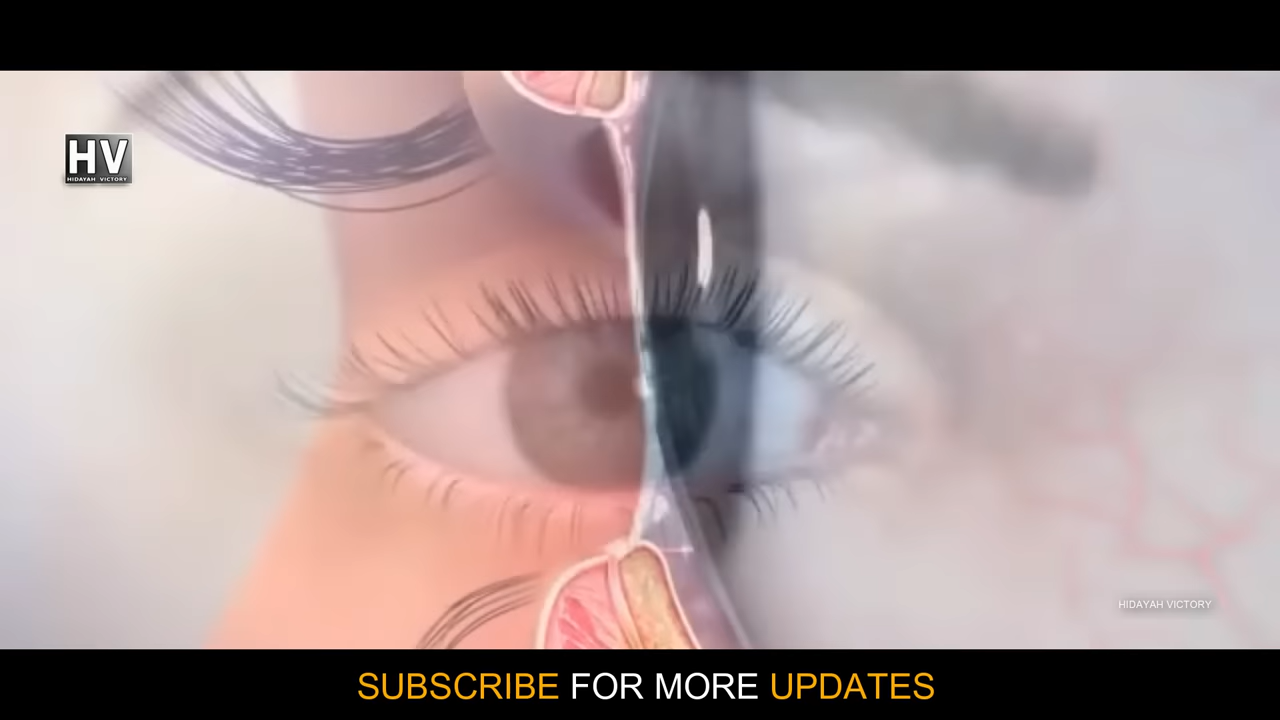 HV
HIDAYAH VICTORY
HIDAYAH VICTORY
SUBSCRIBE FOR MORE UPDATES